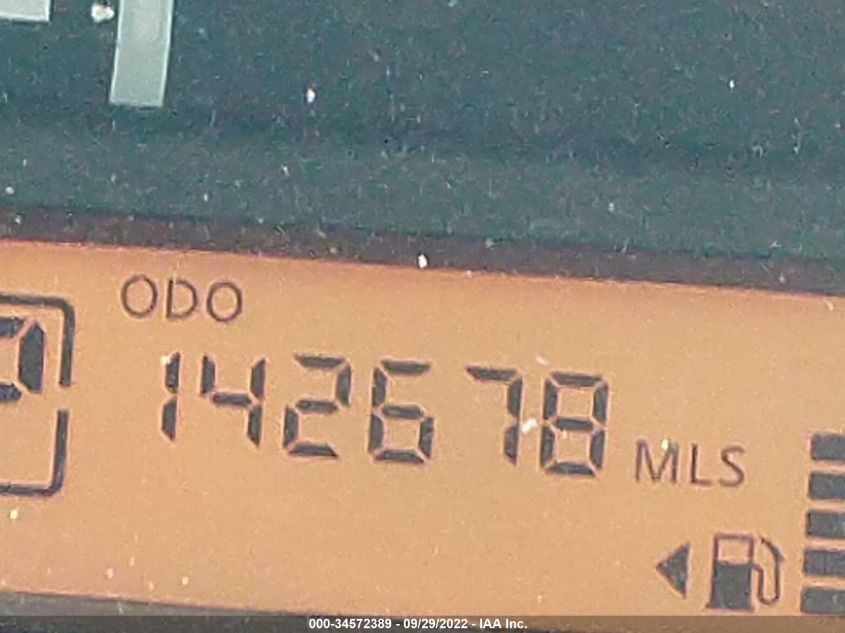 ODO
142678 MLS
000-34572389 - 09/29/2022 - IAA Inc.